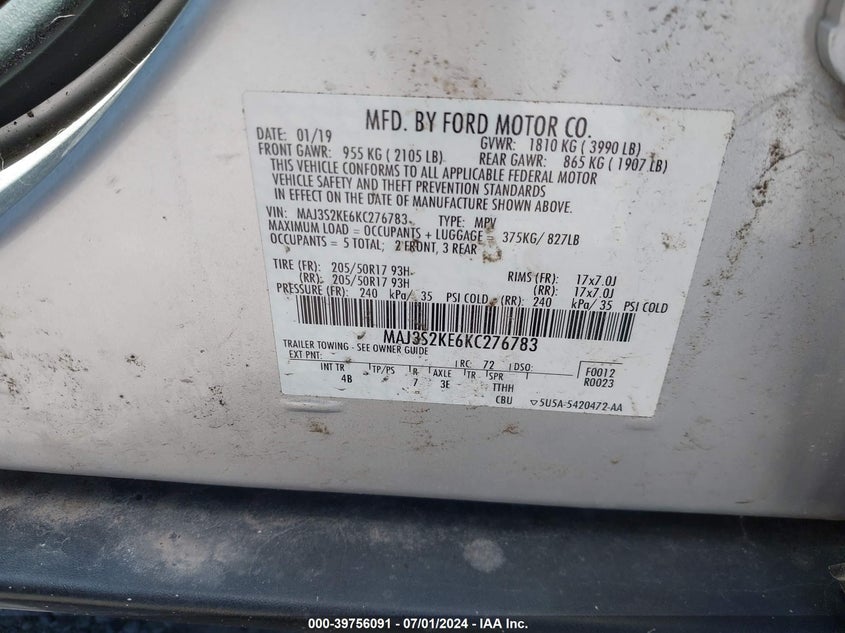 MFD. BY FORD MOTOR CO.
DATE: 01/19 GVWR: 1810 KG ( 3990 LB)
FRONT GAWR: 955 KG ( 2105 LB) REAR GAWR: 865 KG ( 1907 LB)
THIS VEHICLE CONFORMS TO ALL APPLICABLE FEDERAL MOTOR
VEHICLE SAFETY AND THEFT PREVENTION STANDARDS
IN EFFECT ON THE DATE OF MANUFACTURE SHOWN ABOVE.
VIN: MAJ3S2KE6KC276783 TYPE: MPV
MAXIMUM LOAD = OCCUPANTS + LUGGAGE = 375KG/ 827LB
OCCUPANTS = 5 TOTAL; 2 FRONT, 3 REAR
TIRE (FR): 205/50R17 93H RIMS (FR): 17x7.0J
(RR): 205/50R17 93H (RR): 17x7.0J
PRESSURE (FR): 240 kPa/ 35 PSI COLD (RR): 240 kPa/ 35 PSI COLD
MAJ3S2KE6KC276783
TRAILER TOWING - SEE OWNER GUIDE
EXT PNT: RC: 72 DSO: F0012
INT TR TP/PS R AXLE TR SPR R0023
4B 7 3E TTHH
CBU ▽5U5A-5420472-AA
000-39756091 - 07/01/2024 - IAA Inc.